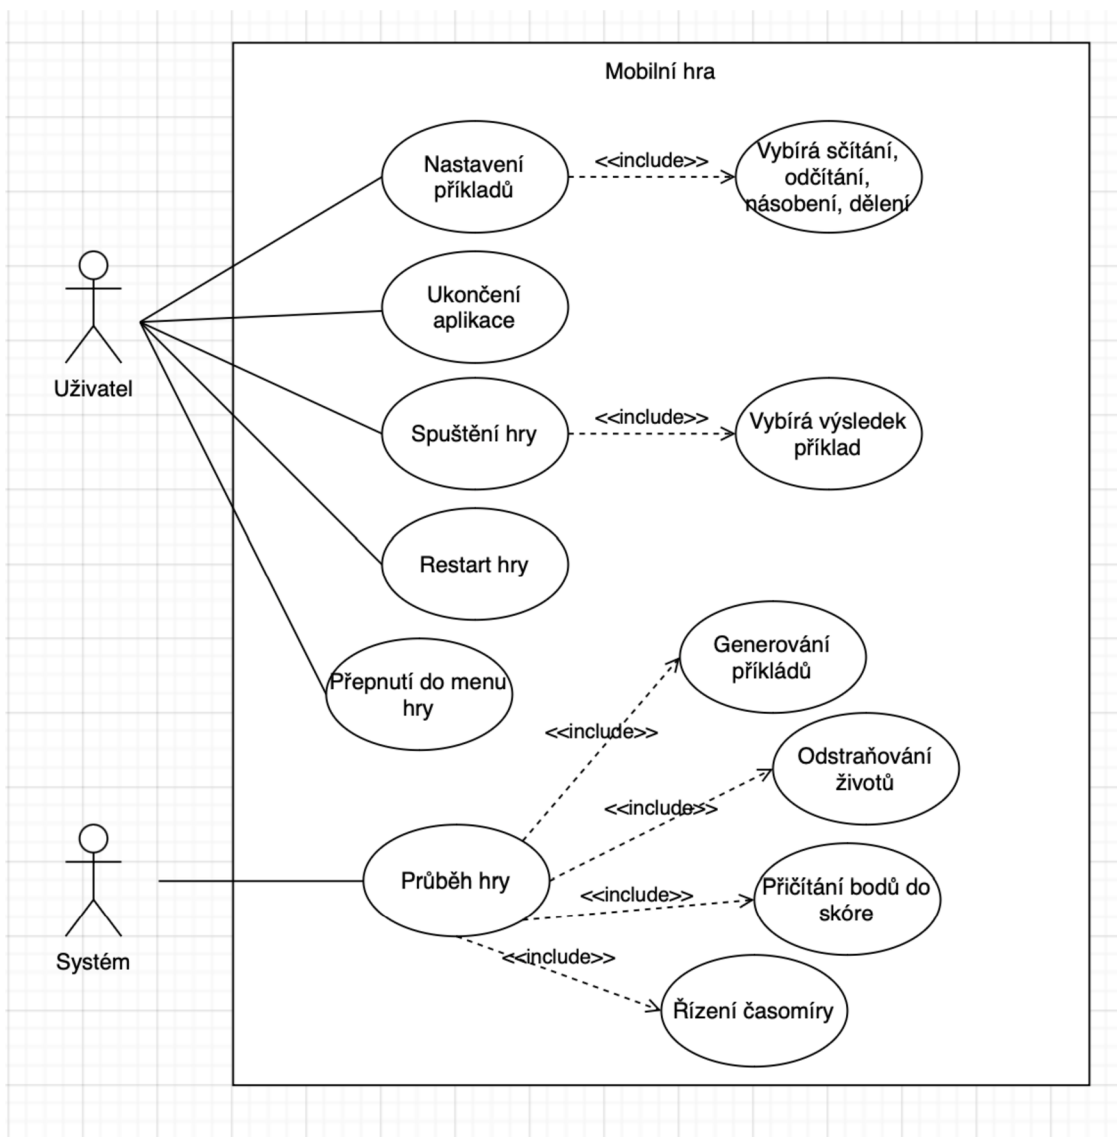 Mobilní hra
Nastavení
příkladů
<<include>>
Vybírá sčítání,
odčítání,
násobení, dělení
Ukončení
aplikace
Uživatel
Spuštění hry
<<include>>
Vybírá výsledek
příklad
Restart hry
Přepnutí do menu
hry
Generování
příkládů
<<include>>
Odstraňování
životů
<<include>>
Systém
Průběh hry
<<include>>
Přičítání bodů do
skóre
<<include>>
Řízení časomíry